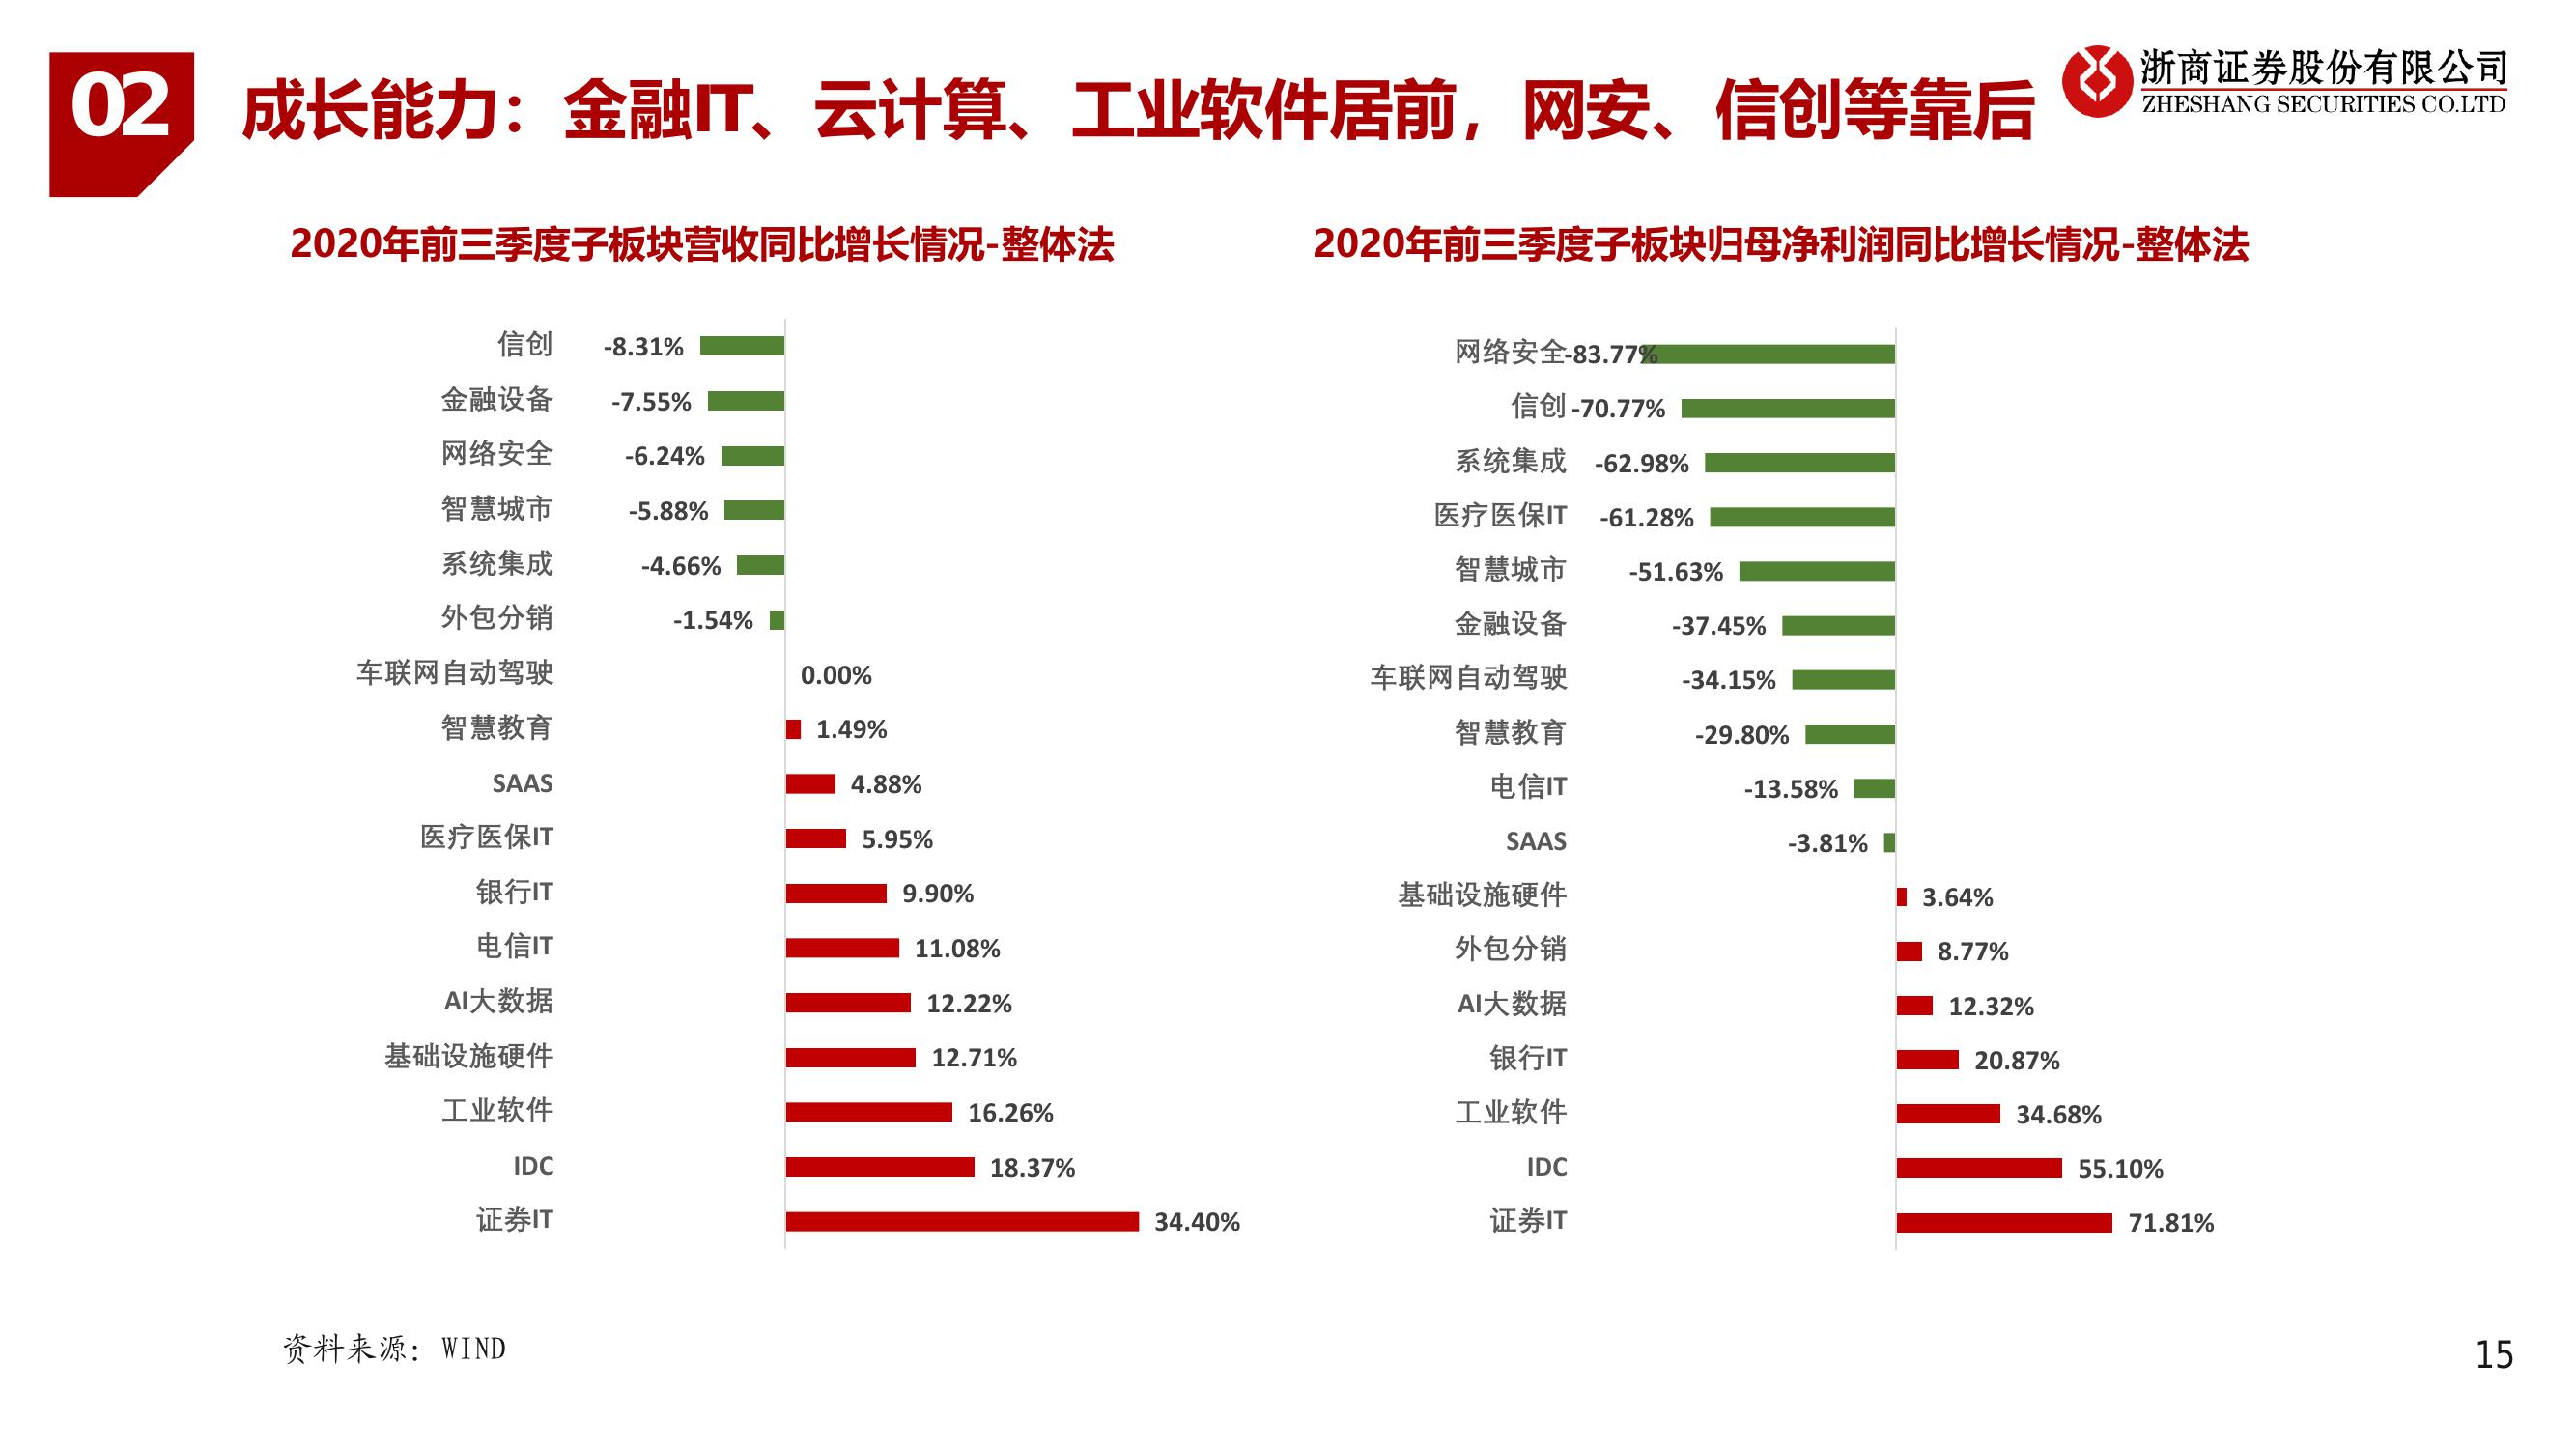 02
成长能力：金融IT、云计算、工业软件居前，网安、信创等靠后
浙商证券股份有限公司
ZHESHANG SECURITIES CO.LTD
2020年前三季度子板块营收同比增长情况-整体法
信创 -8.31%
金融设备 -7.55%
网络安全 -6.24%
智慧城市 -5.88%
系统集成 -4.66%
外包分销 -1.54%
车联网自动驾驶 0.00%
智慧教育 1.49%
SAAS 4.88%
医疗医保IT 5.95%
银行IT 9.90%
电信IT 11.08%
AI大数据 12.22%
基础设施硬件 12.71%
工业软件 16.26%
IDC 18.37%
证券IT 34.40%
2020年前三季度子板块归母净利润同比增长情况-整体法
网络安全 -83.77%
信创 -70.77%
系统集成 -62.98%
医疗医保IT -61.28%
智慧城市 -51.63%
金融设备 -37.45%
车联网自动驾驶 -34.15%
智慧教育 -29.80%
电信IT -13.58%
SAAS -3.81%
基础设施硬件 3.64%
外包分销 8.77%
AI大数据 12.32%
银行IT 20.87%
工业软件 34.68%
IDC 55.10%
证券IT 71.81%
资料来源：WIND
15